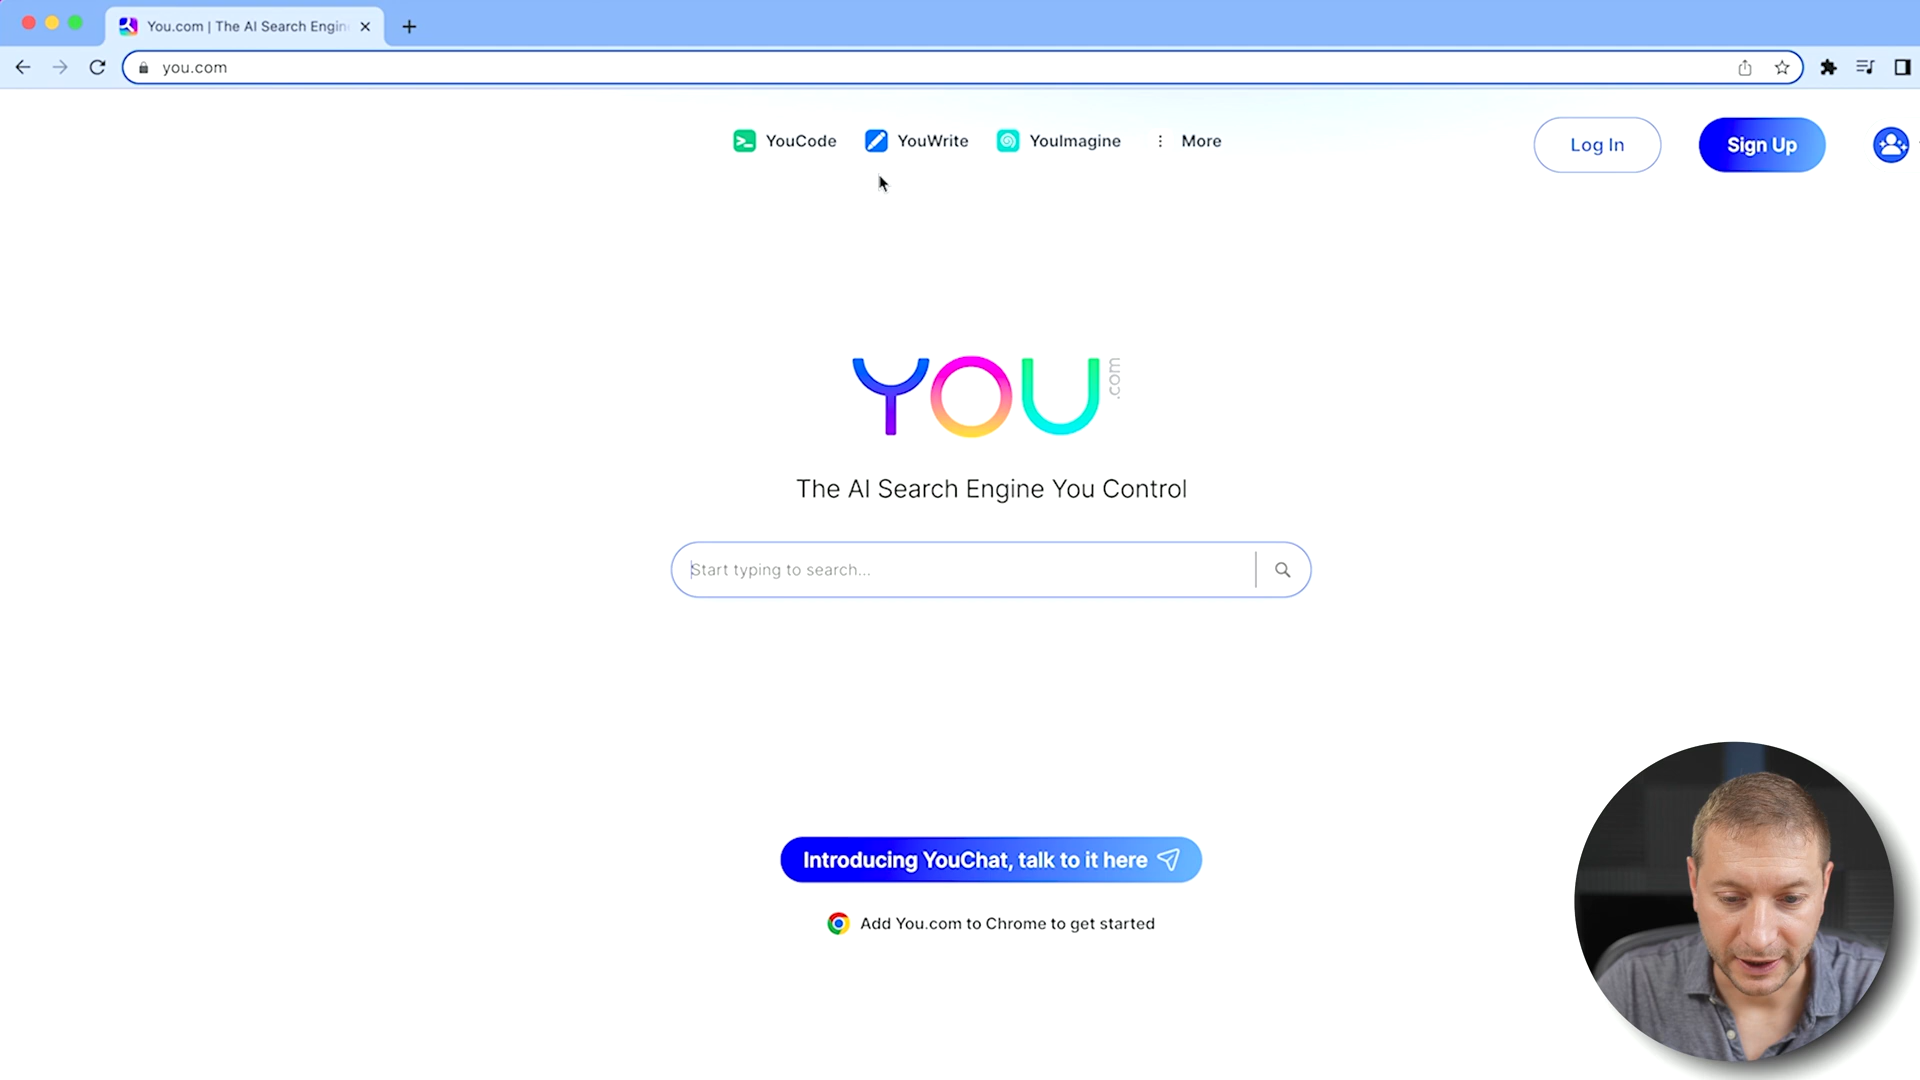 You.com | The AI Search Engin
you.com
YouCode
YouWrite
YouImagine
More
Log In
Sign Up
YOU.com
The AI Search Engine You Control
Start typing to search...
Introducing YouChat, talk to it here
Add You.com to Chrome to get started